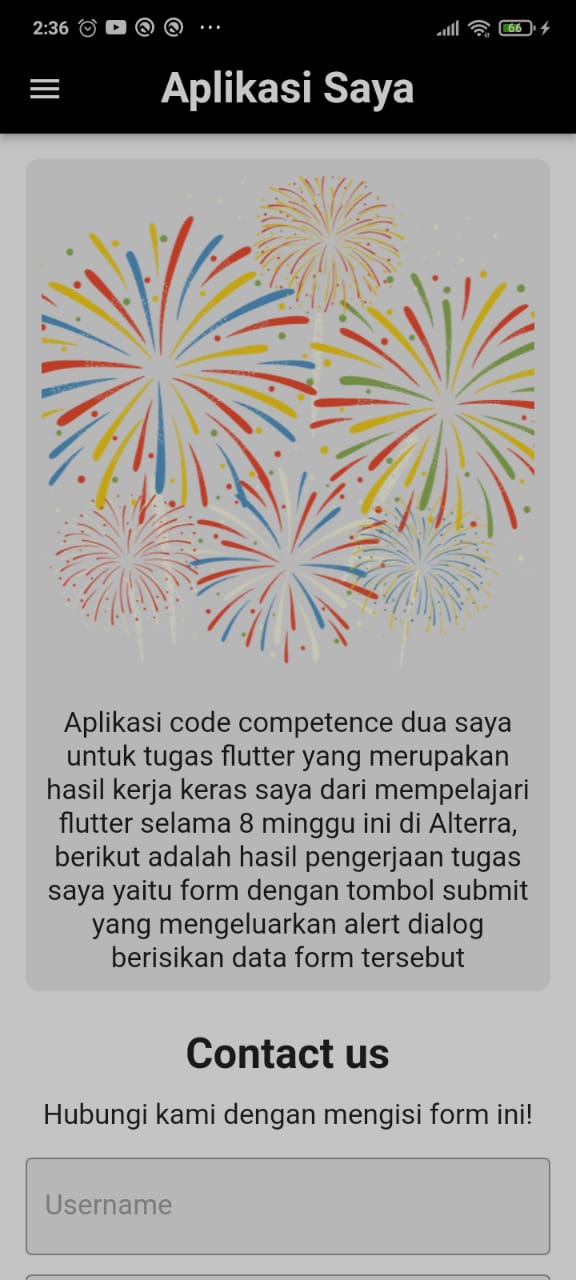 2:36
66
Aplikasi Saya
Aplikasi code competence dua saya
untuk tugas flutter yang merupakan
hasil kerja keras saya dari mempelajari
flutter selama 8 minggu ini di Alterra,
berikut adalah hasil pengerjaan tugas
saya yaitu form dengan tombol submit
yang mengeluarkan alert dialog
berisikan data form tersebut
Contact us
Hubungi kami dengan mengisi form ini!
Username